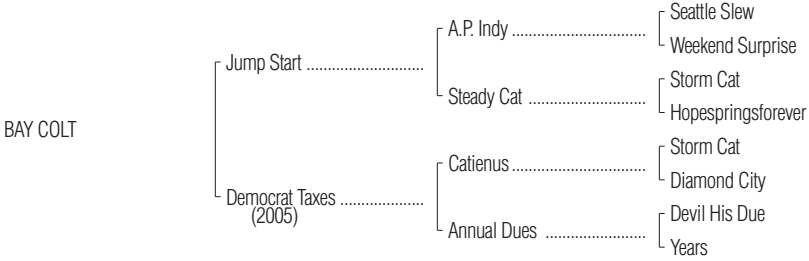 Seattle Slew
A.P. Indy ................................
Weekend Surprise
Jump Start ...........................
Storm Cat
Steady Cat ............................
Hopespringsforever
BAY COLT
Storm Cat
Catienus .................................
Diamond City
Democrat Taxes ....................
(2005)
Devil His Due
Annual Dues ........................
Years